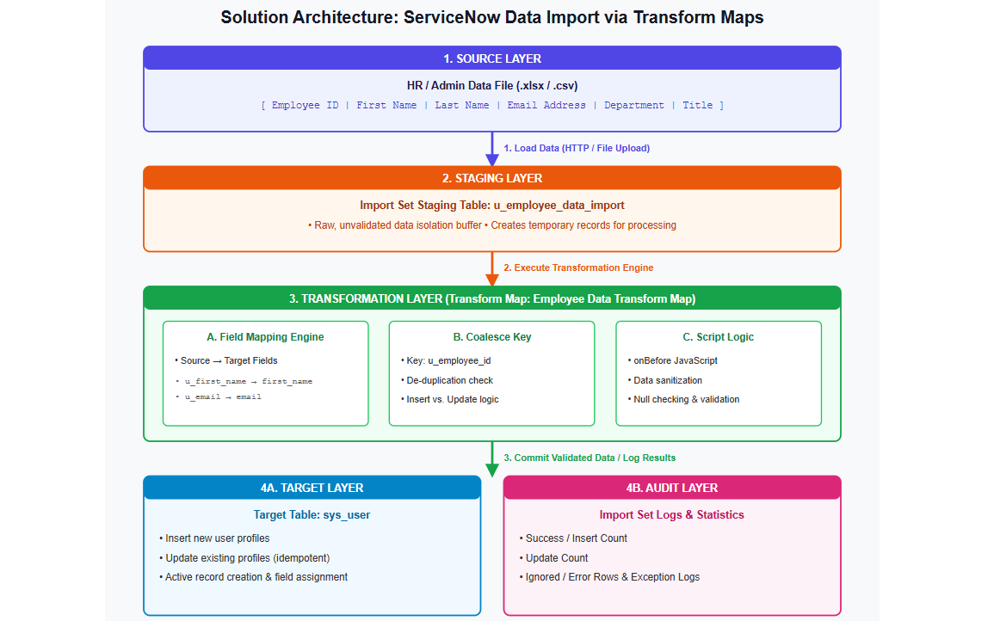 Solution Architecture: ServiceNow Data Import via Transform Maps
1. SOURCE LAYER
HR / Admin Data File (.xlsx / .csv)
[ Employee ID | First Name | Last Name | Email Address | Department | Title ]
1. Load Data (HTTP / File Upload)
2. STAGING LAYER
Import Set Staging Table: u_employee_data_import
• Raw, unvalidated data isolation buffer • Creates temporary records for processing
2. Execute Transformation Engine
3. TRANSFORMATION LAYER (Transform Map: Employee Data Transform Map)
A. Field Mapping Engine
• Source → Target Fields
• u_first_name → first_name
• u_email → email
B. Coalesce Key
• Key: u_employee_id
• De-duplication check
• Insert vs. Update logic
C. Script Logic
• onBefore JavaScript
• Data sanitization
• Null checking & validation
3. Commit Validated Data / Log Results
4A. TARGET LAYER
Target Table: sys_user
• Insert new user profiles
• Update existing profiles (idempotent)
• Active record creation & field assignment
4B. AUDIT LAYER
Import Set Logs & Statistics
• Success / Insert Count
• Update Count
• Ignored / Error Rows & Exception Logs